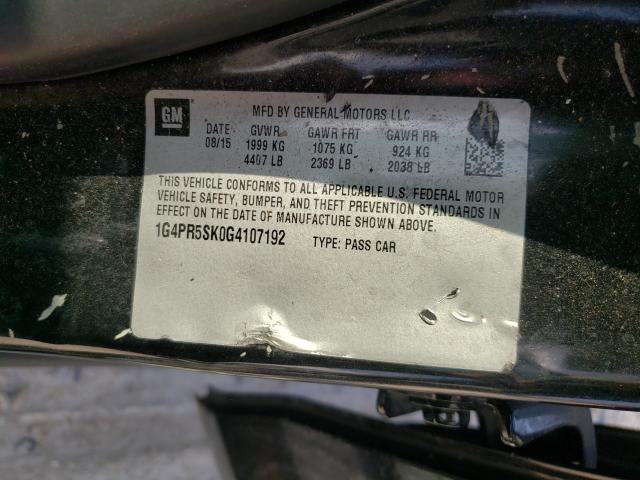 GM
MFD BY GENERAL MOTORS LLC
DATE GVWR GAWR FRT GAWR RR
08/15 1999 KG 1075 KG 924 KG
4407 LB 2369 LB 2038 LB
THIS VEHICLE CONFORMS TO ALL APPLICABLE U.S. FEDERAL MOTOR
VEHICLE SAFETY, BUMPER, AND THEFT PREVENTION STANDARDS IN
EFFECT ON THE DATE OF MANUFACTURE SHOWN ABOVE.
1G4PR5SK0G4107192 TYPE: PASS CAR